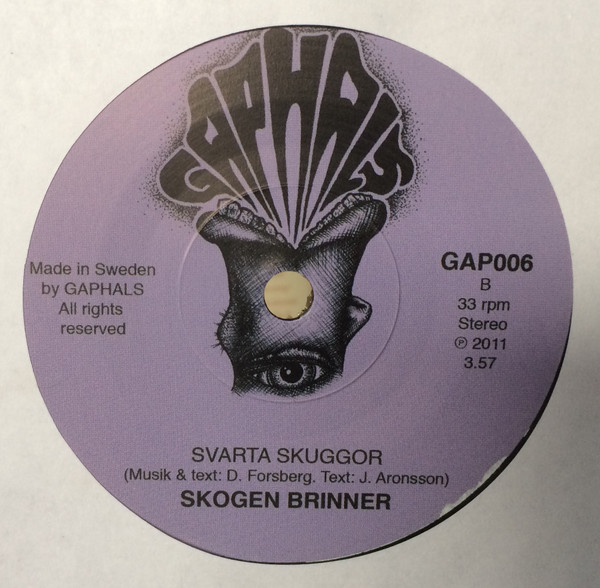 GAPHALS
Made in Sweden
by GAPHALS
All rights
reserved
GAP006
B
33 rpm
Stereo
℗ 2011
3.57
SVARTA SKUGGOR
(Musik & text: D. Forsberg. Text: J. Aronsson)
SKOGEN BRINNER